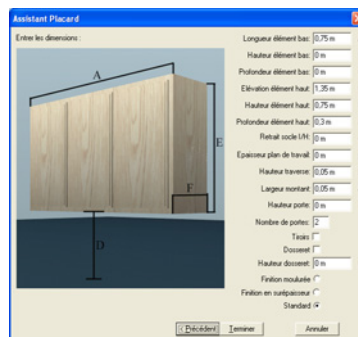 Assistant Placard
Entrer les dimensions :
A
E
F
D
Longueur élément bas: 0,75 m
Hauteur élément bas: 0 m
Profondeur élément bas: 0 m
Elévation élément haut: 1,35 m
Hauteur élément haut: 0,75 m
Profondeur élément haut: 0,3 m
Retrait socle I/H: 0 m
Epaisseur plan de travail: 0 m
Hauteur traverse: 0,05 m
Largeur montant: 0,05 m
Hauteur porte: 0 m
Nombre de portes: 2
Tiroirs
Dosseret
Hauteur dosseret: 0 m
Finition moulurée
Finition en surépaisseur
Standard
< Précédent Terminer Annuler